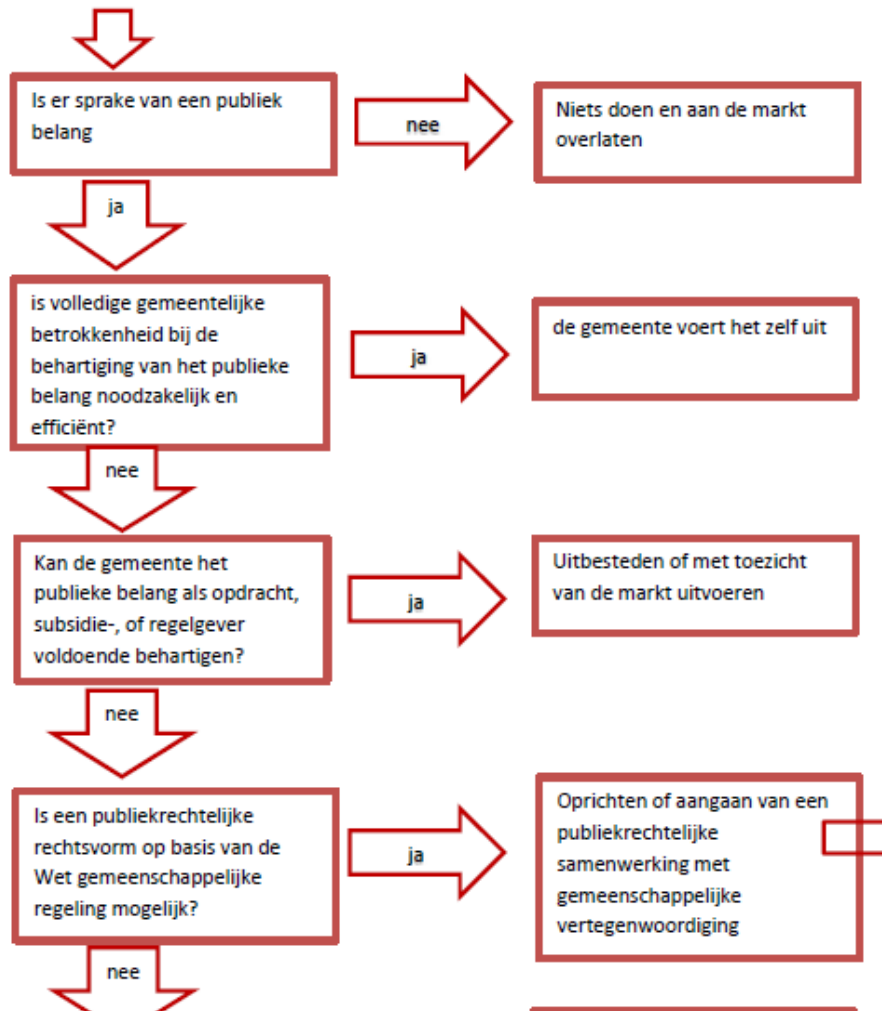 Is er sprake van een publiek
belang
nee
Niets doen en aan de markt
overlaten
ja
is volledige gemeentelijke
betrokkenheid bij de
behartiging van het publieke
belang noodzakelijk en
efficiënt?
ja
de gemeente voert het zelf uit
nee
Kan de gemeente het
publieke belang als opdracht,
subsidie-, of regelgever
voldoende behartigen?
ja
Uitbesteden of met toezicht
van de markt uitvoeren
nee
Is een publiekrechtelijke
rechtsvorm op basis van de
Wet gemeenschappelijke
regeling mogelijk?
ja
Oprichten of aangaan van een
publiekrechtelijke
samenwerking met
gemeenschappelijke
vertegenwoordiging
nee